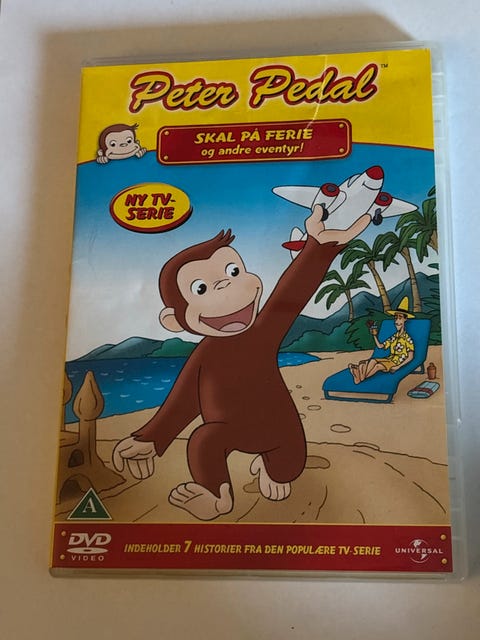 Peter Pedal™
SKAL PÅ FERIE
og andre eventyr!
NY TV-
SERIE
A
DVD
VIDEO
INDEHOLDER 7 HISTORIER FRA DEN POPULÆRE TV-SERIE
UNIVERSAL